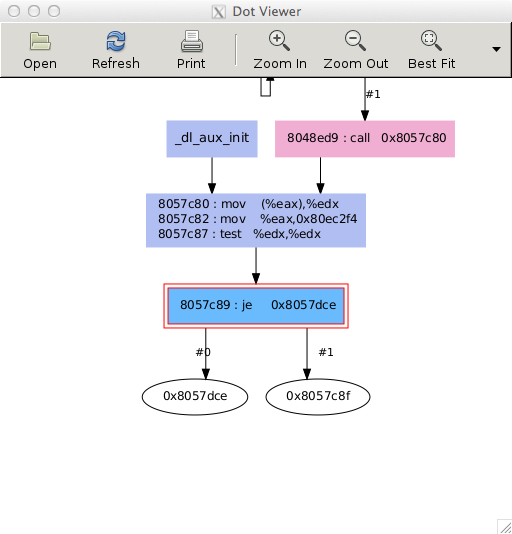 Dot Viewer
Open Refresh Print Zoom In Zoom Out Best Fit
#1
_dl_aux_init
8048ed9 : call 0x8057c80
8057c80 : mov (%eax),%edx
8057c82 : mov %eax,0x80ec2f4
8057c87 : test %edx,%edx
8057c89 : je 0x8057dce
#0 #1
0x8057dce 0x8057c8f